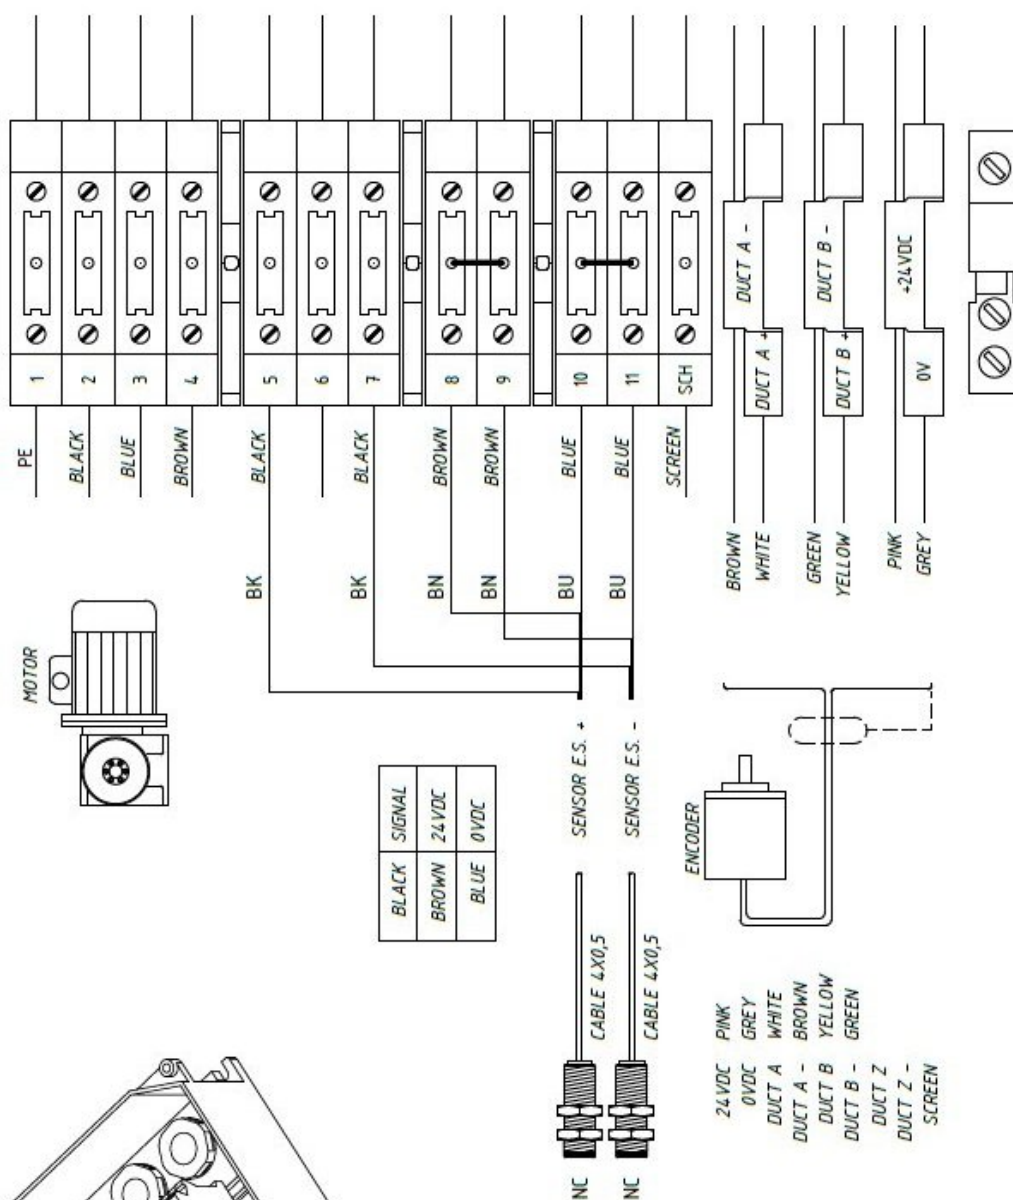 1
2
3
4
5
6
7
8
9
10
11
SCH
PE
BLACK
BLUE
BROWN
BLACK
BLACK
BROWN
BROWN
BLUE
BLUE
SCREEN
BK
BK
BN
BN
BU
BU
DUCT A -
DUCT A +
DUCT B -
DUCT B +
+24VDC
0V
BROWN
WHITE
GREEN
YELLOW
PINK
GREY
MOTOR
BLACK SIGNAL
BROWN 24VDC
BLUE 0VDC
SENSOR E.S. +
SENSOR E.S. -
CABLE 4X0,5
CABLE 4X0,5
NC
NC
ENCODER
24VDC PINK
0VDC GREY
DUCT A WHITE
DUCT A - BROWN
DUCT B YELLOW
DUCT B - GREEN
DUCT Z
DUCT Z -
SCREEN